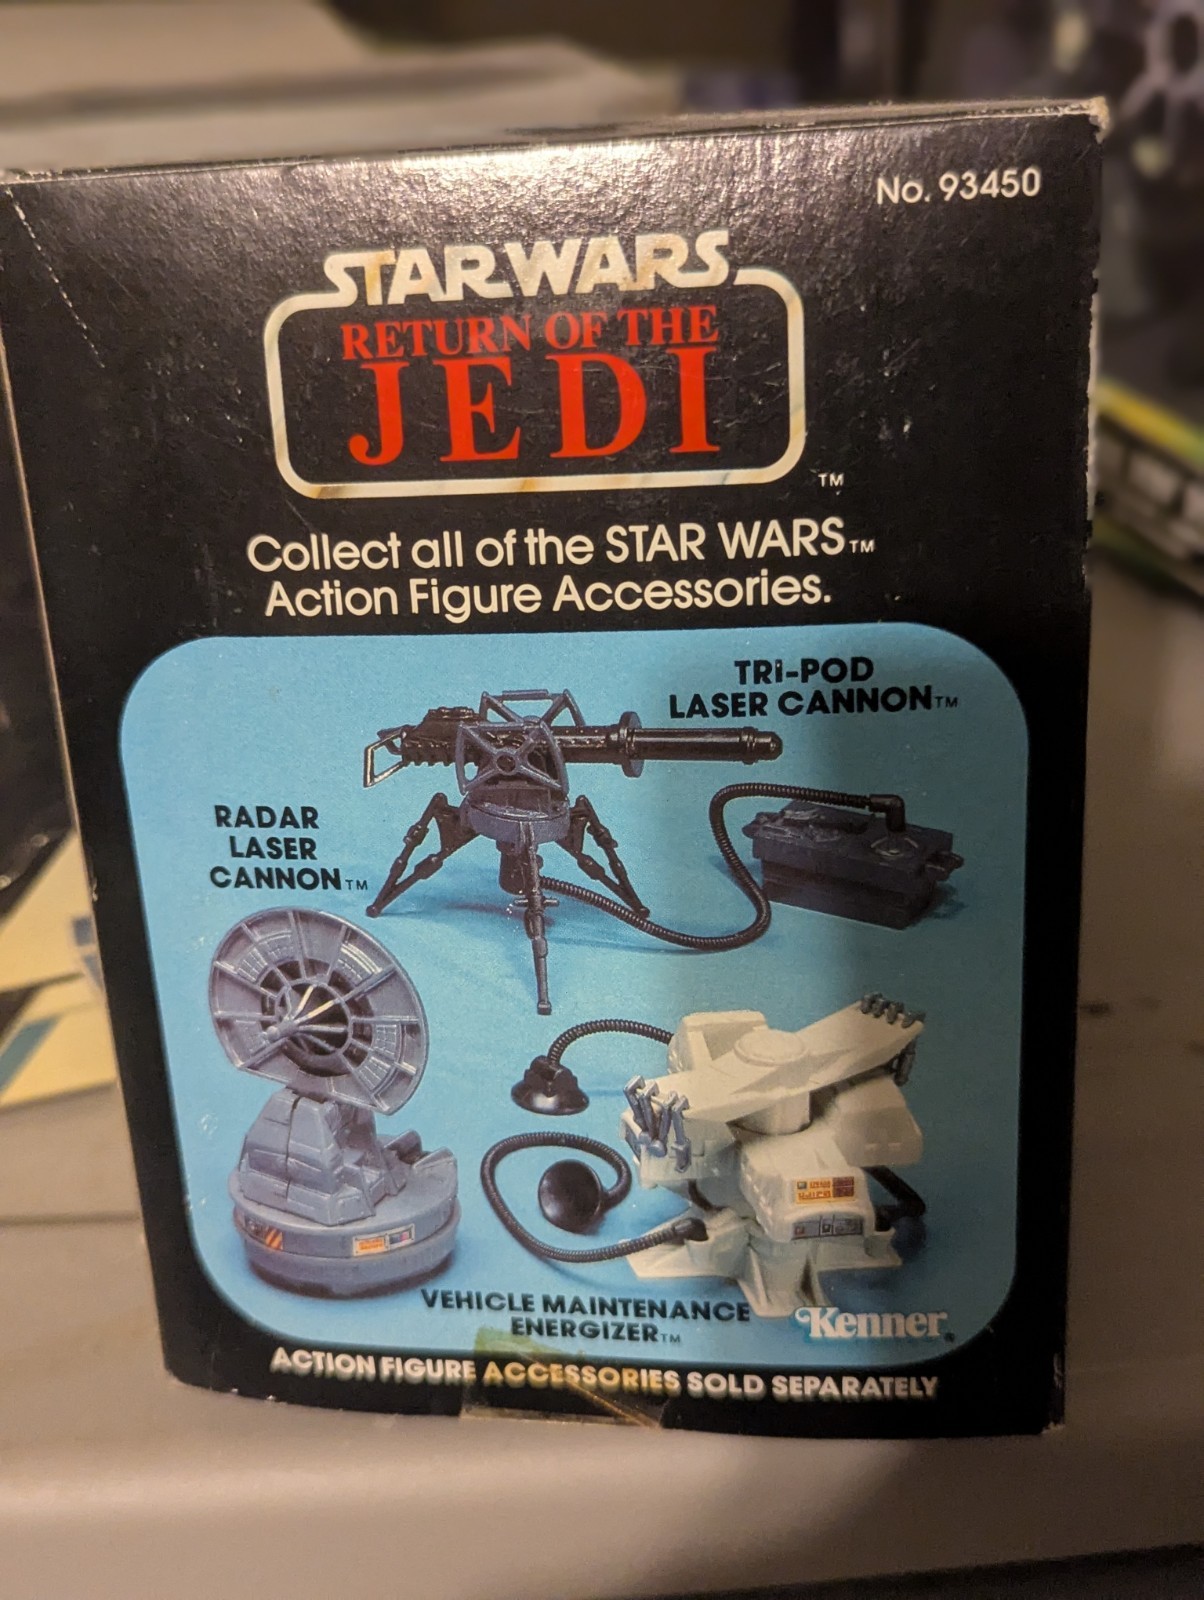 No. 93450
STAR WARS
RETURN OF THE
JEDI
TM
Collect all of the STAR WARS TM
Action Figure Accessories.
TRI-POD
LASER CANNON TM
RADAR
LASER
CANNON TM
VEHICLE MAINTENANCE
ENERGIZER TM
Kenner®
ACTION FIGURE ACCESSORIES SOLD SEPARATELY